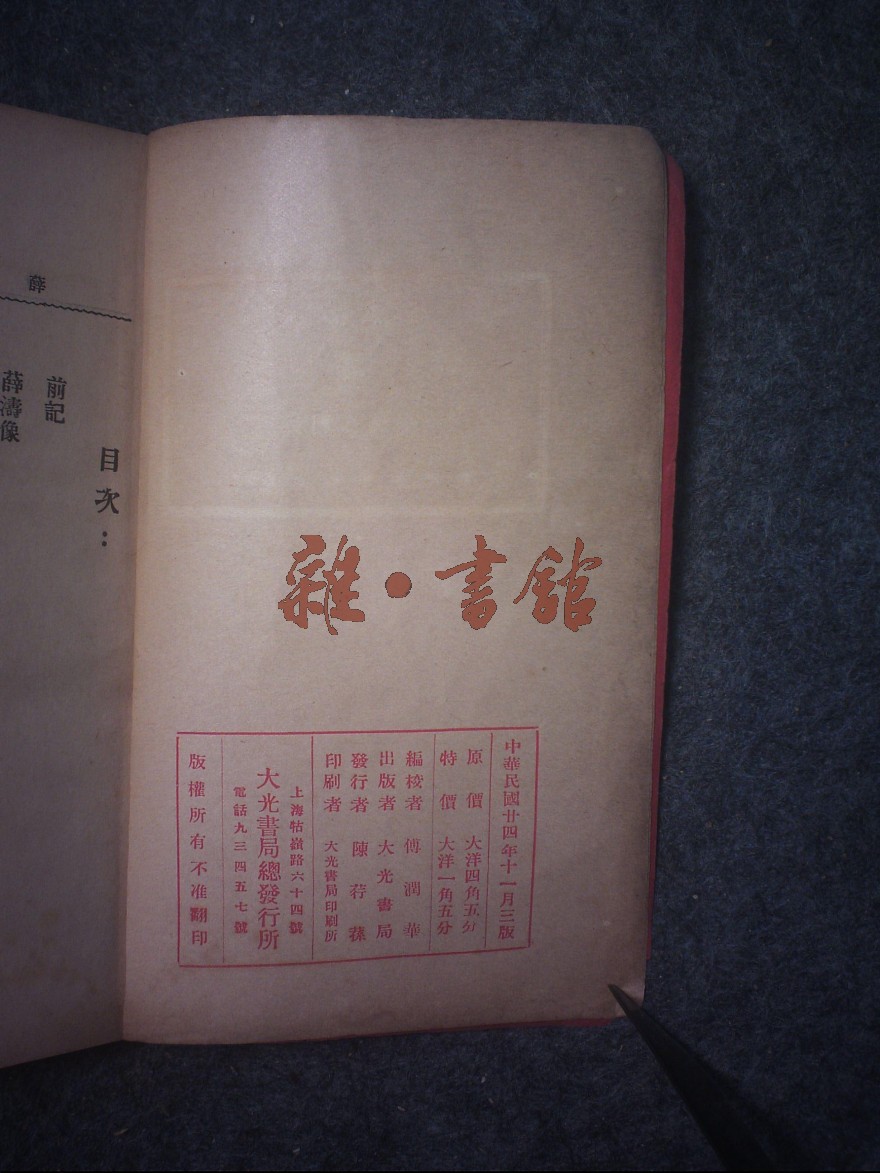 中華民國廿四年十一月三版
原價 大洋四角五分
特價 大洋一角五分
編校者 傅潤華
出版者 大光書局
發行者 陳荇蓀
印刷者 大光書局印刷所
上海牯嶺路六十四號
大光書局總發行所
電話九三四五七號
版權所有不准翻印
雜·書館
目次：
前記
薛濤像
薛